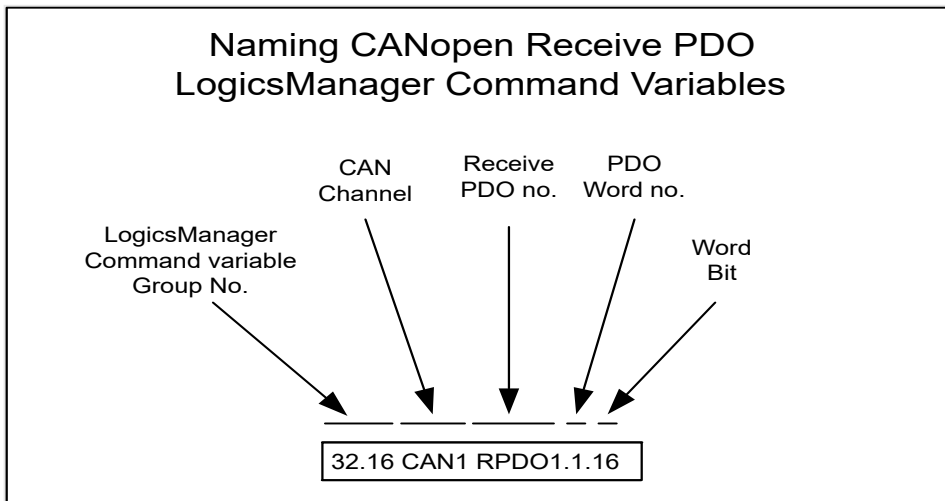 Naming CANopen Receive PDO
LogicsManager Command Variables
CAN
Channel
Receive
PDO no.
PDO
Word no.
LogicsManager
Command variable
Group No.
Word
Bit
32.16 CAN1 RPDO1.1.16